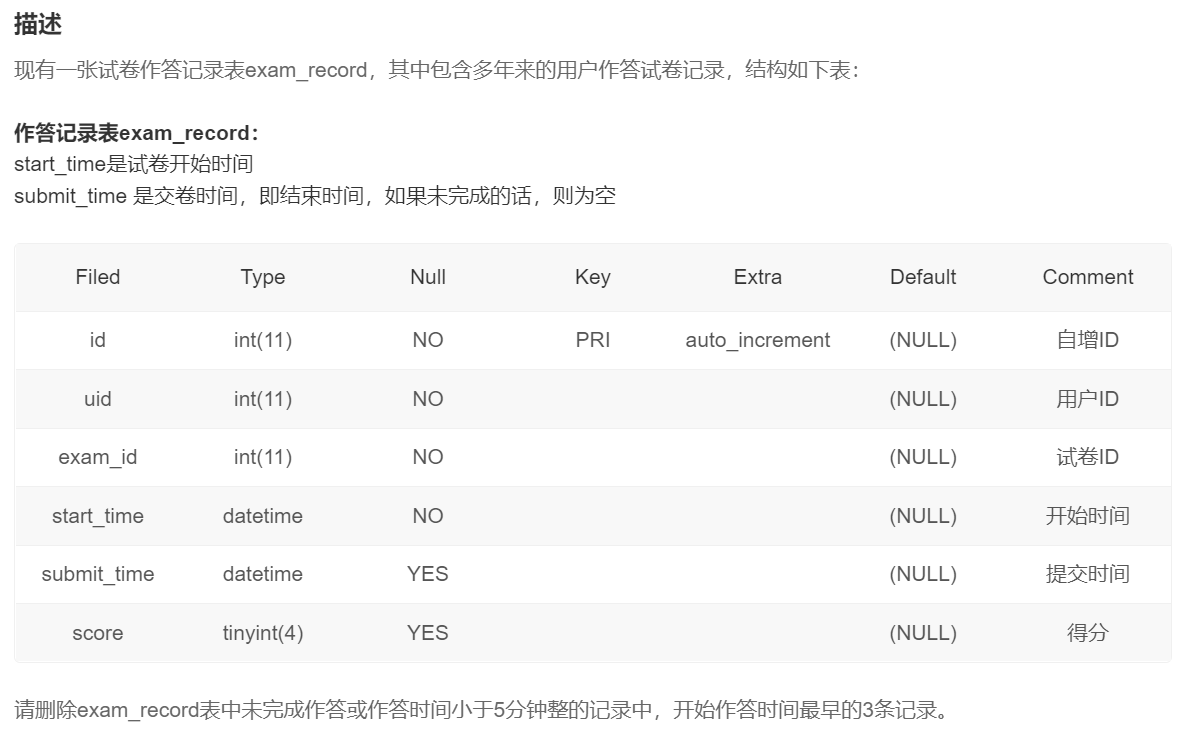 描述
现有一张试卷作答记录表exam_record，其中包含多年来的用户作答试卷记录，结构如下表：
作答记录表exam_record：
start_time是试卷开始时间
submit_time 是交卷时间，即结束时间，如果未完成的话，则为空
Filed Type Null Key Extra Default Comment
id int(11) NO PRI auto_increment (NULL) 自增ID
uid int(11) NO (NULL) 用户ID
exam_id int(11) NO (NULL) 试卷ID
start_time datetime NO (NULL) 开始时间
submit_time datetime YES (NULL) 提交时间
score tinyint(4) YES (NULL) 得分
请删除exam_record表中未完成作答或作答时间小于5分钟整的记录中，开始作答时间最早的3条记录。